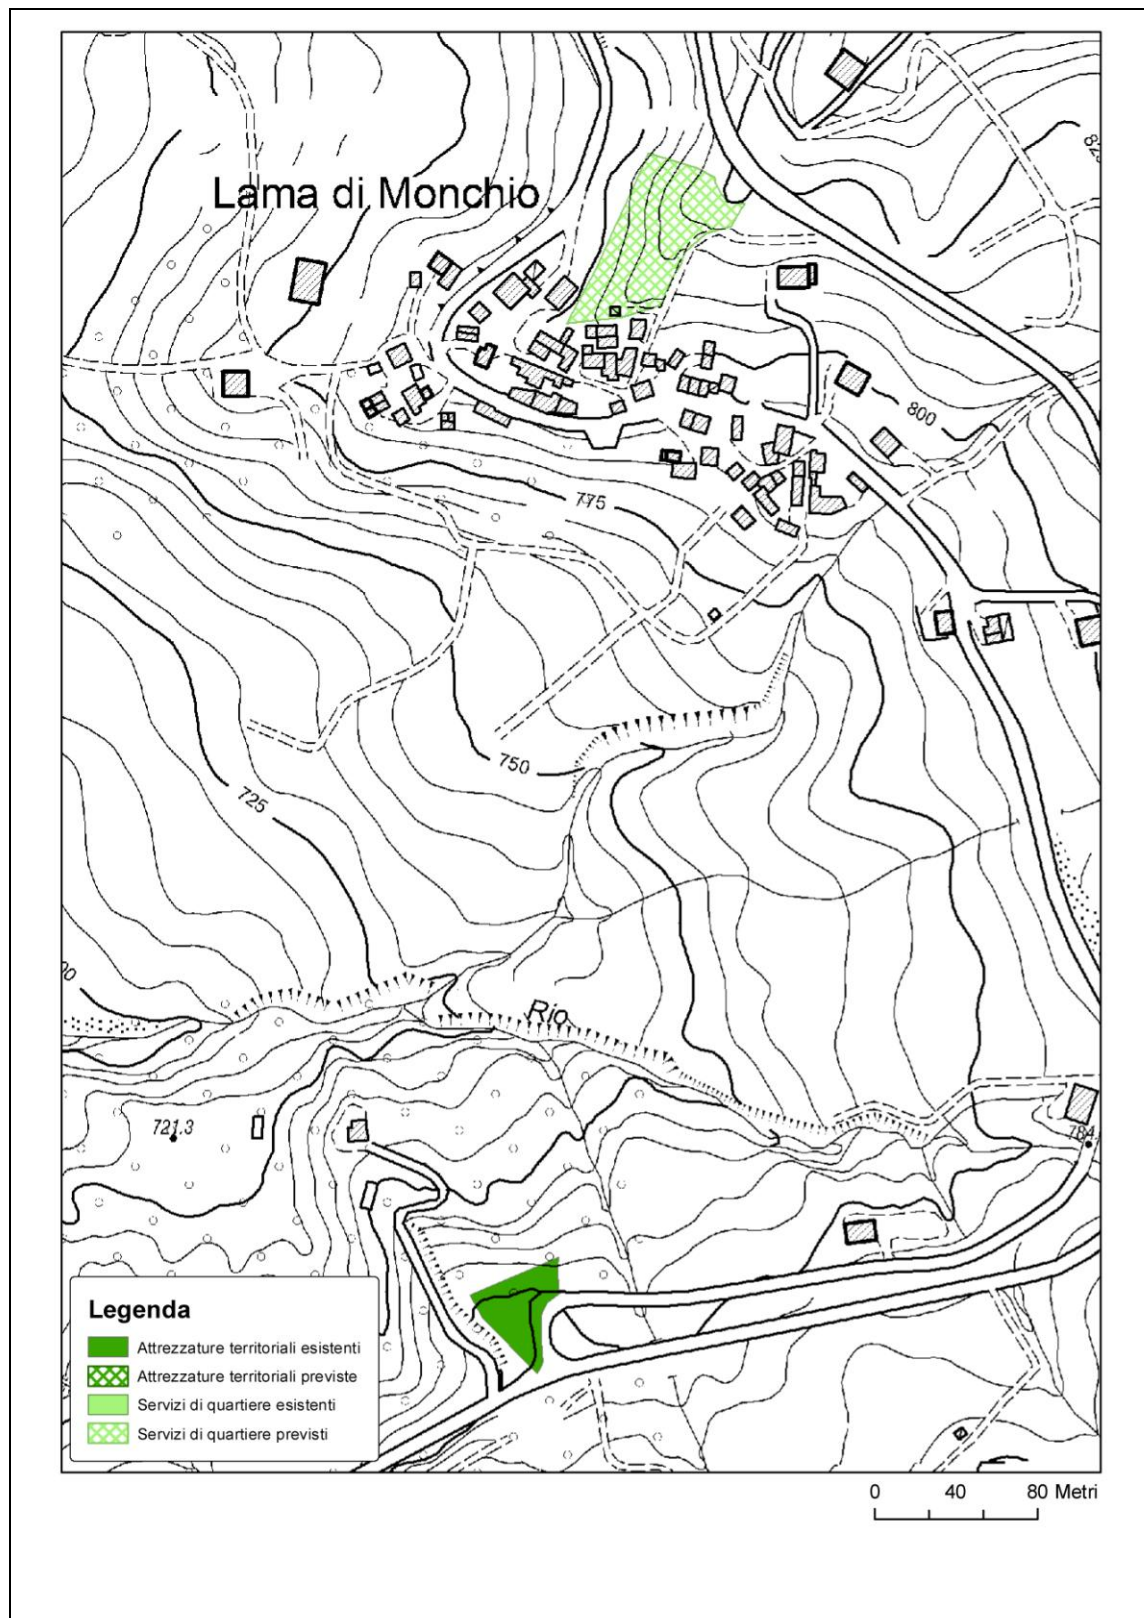 Lama di Monchio
800
775
750
725
Rio
721.3
784
Legenda
Attrezzature territoriali esistenti
Attrezzature territoriali previste
Servizi di quartiere esistenti
Servizi di quartiere previsti
0 40 80 Metri